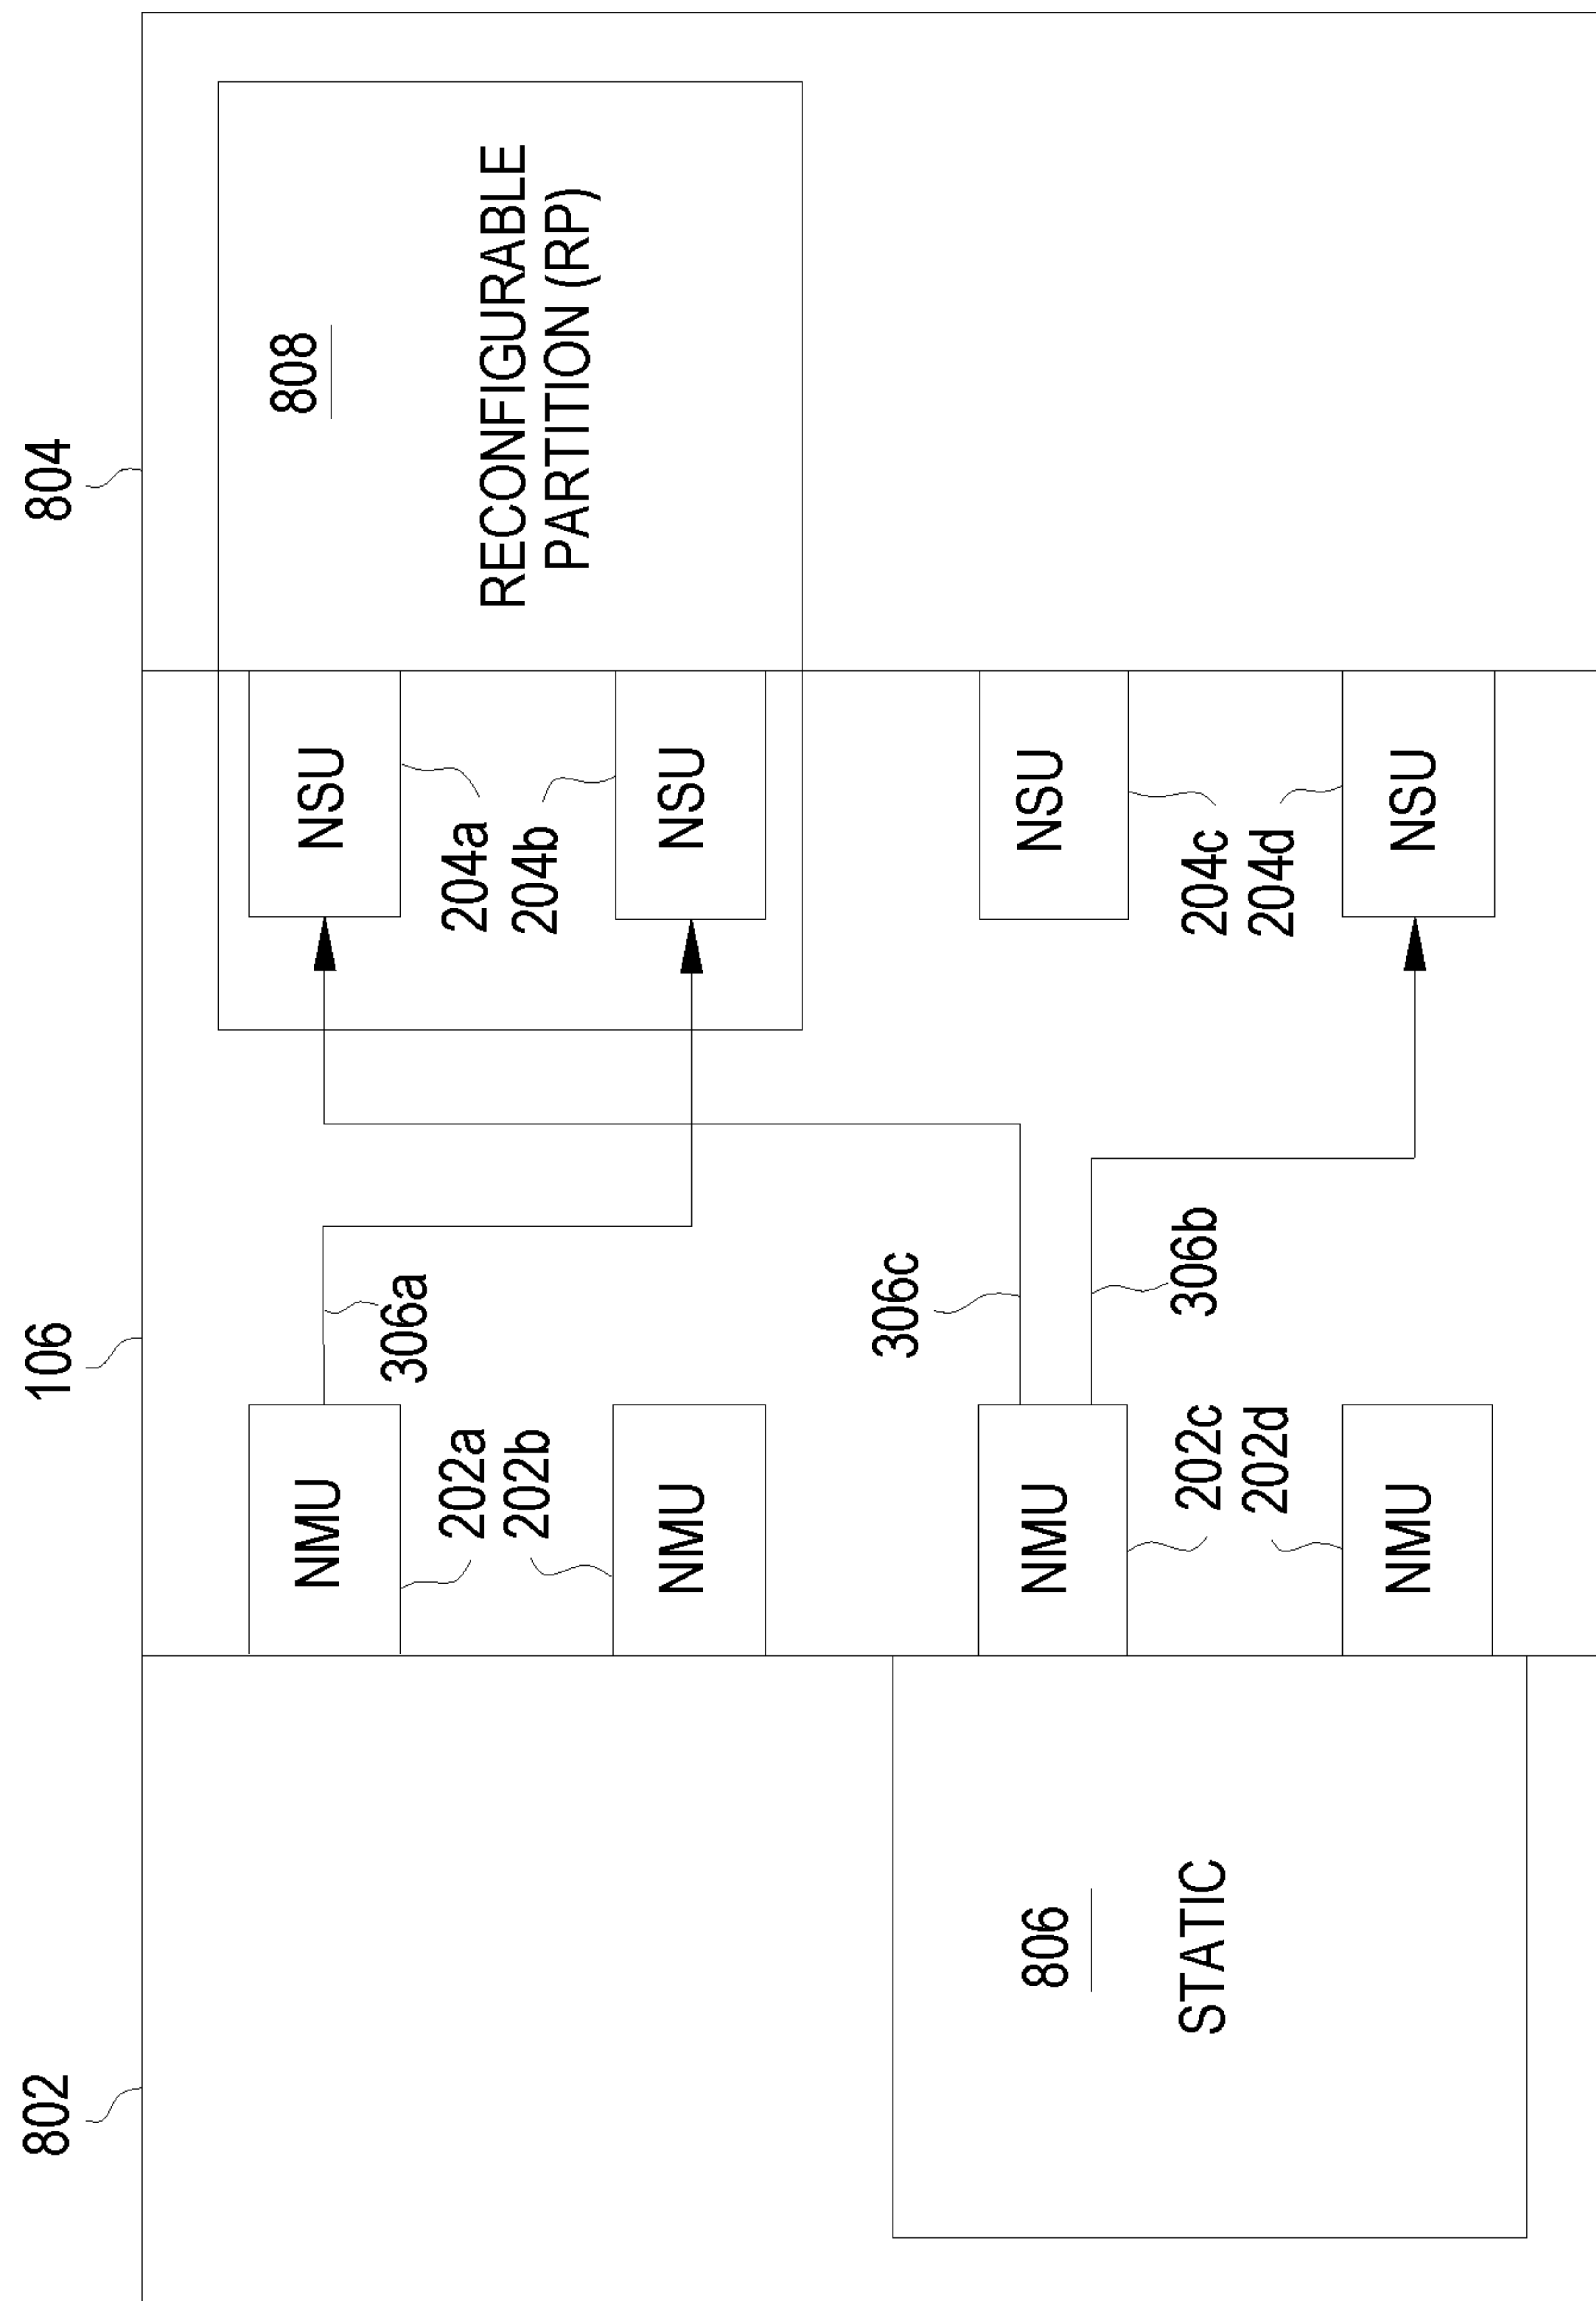 802
106
804
808
RECONFIGURABLE
PARTITION (RP)
NMU
NSU
306a
202a
204a
202b
204b
NMU
NSU
306c
806
STATIC
NMU
NSU
306b
202c
204c
202d
204d
NMU
NSU